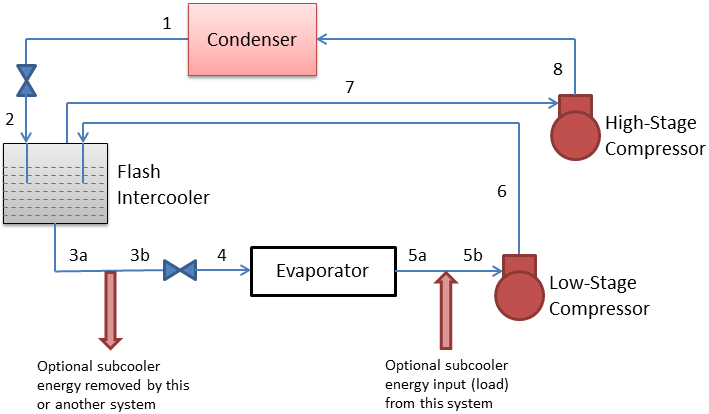 1
Condenser
8
7
2
High-Stage
Compressor
Flash
Intercooler
6
3a
3b
4
5a
5b
Evaporator
Low-Stage
Compressor
Optional subcooler
energy removed by this
or another system
Optional subcooler
energy input (load)
from this system